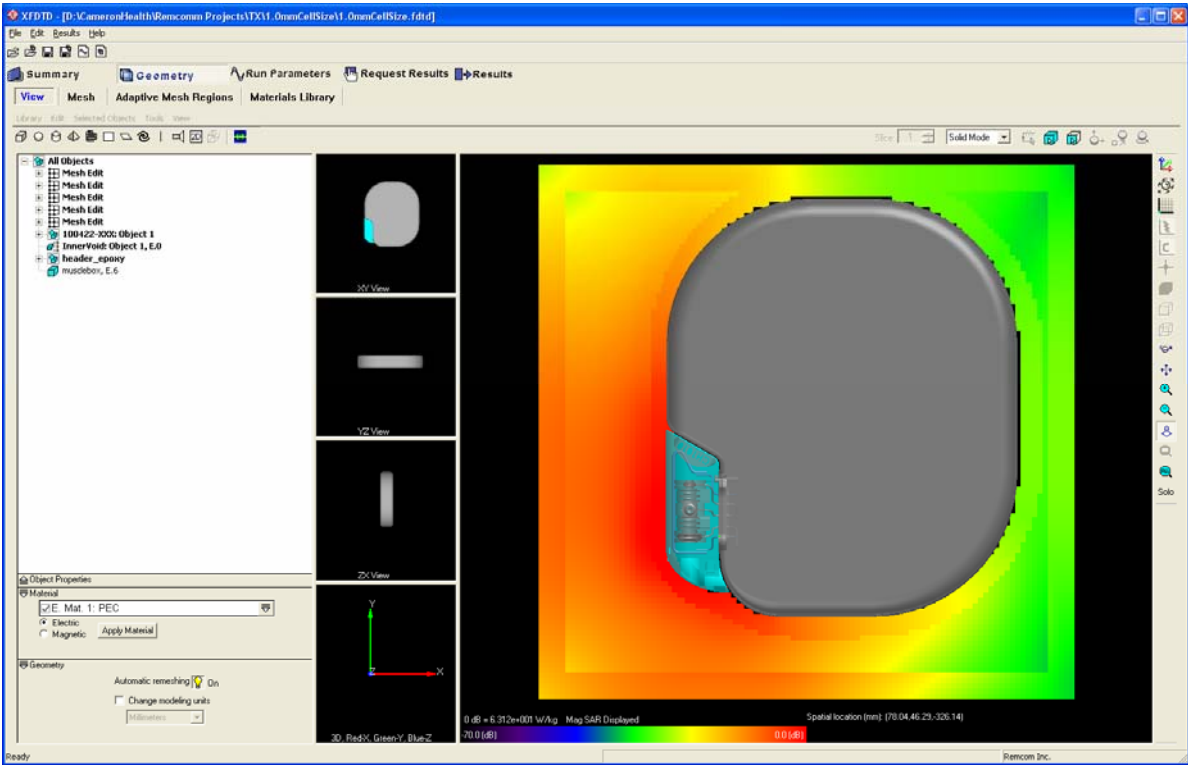 XFDTD - [D:\CameronHealth\Remcomm Projects\TX\1.0mmCellSize\1.0mmCellSize.fdtd]
File Edit Results Help
Summary Geometry Run Parameters Request Results Results
View Mesh Adaptive Mesh Regions Materials Library
Library Edit Selected Objects Tools View
Slice 1 Solid Mode
All Objects
Mesh Edit
Mesh Edit
Mesh Edit
Mesh Edit
Mesh Edit
100422-XXX: Object 1
InnerVoid: Object 1, E.0
header_epoxy
musclebox, E.6
XY View
YZ View
ZX View
Solo
Object Properties
Material
E. Mat. 1: PEC
Electric
Magnetic Apply Material
Geometry
Automatic remeshing On
Change modeling units
Millimeters
Y
Z X
3D, Red-X, Green-Y, Blue-Z
0 dB = 6.312e+001 W/kg Mag SAR Displayed
Spatial location (mm): (78.04,46.29,-326.14)
-70.0 (dB) 0.0 (dB)
Ready Remcom Inc.